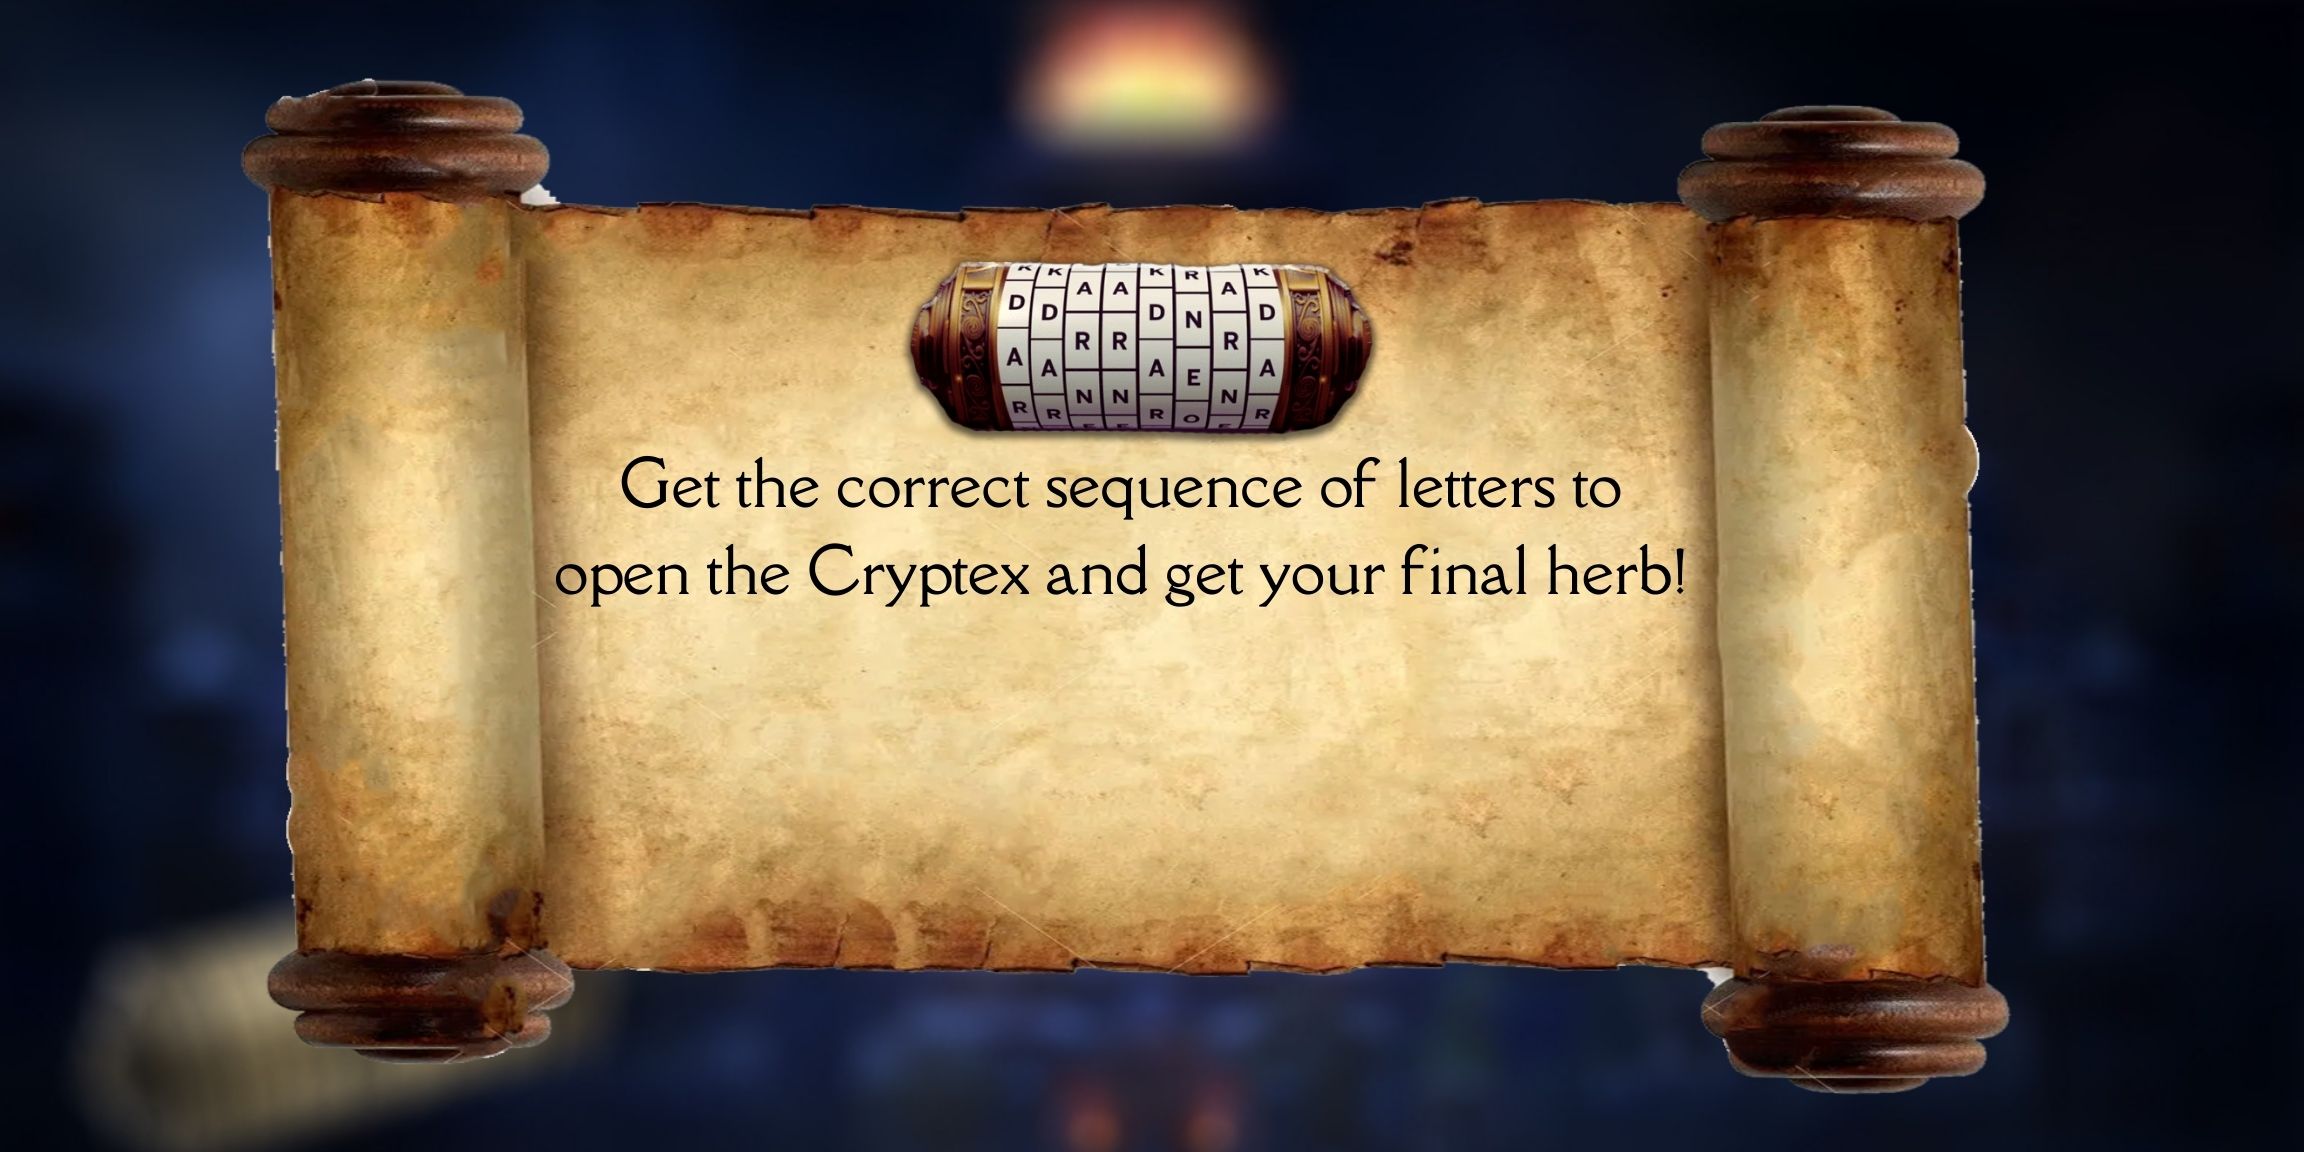 K K K R K
D D A A D N A D
A A R R A E R A
R R N N R O N R
Get the correct sequence of letters to
open the Cryptex and get your final herb!